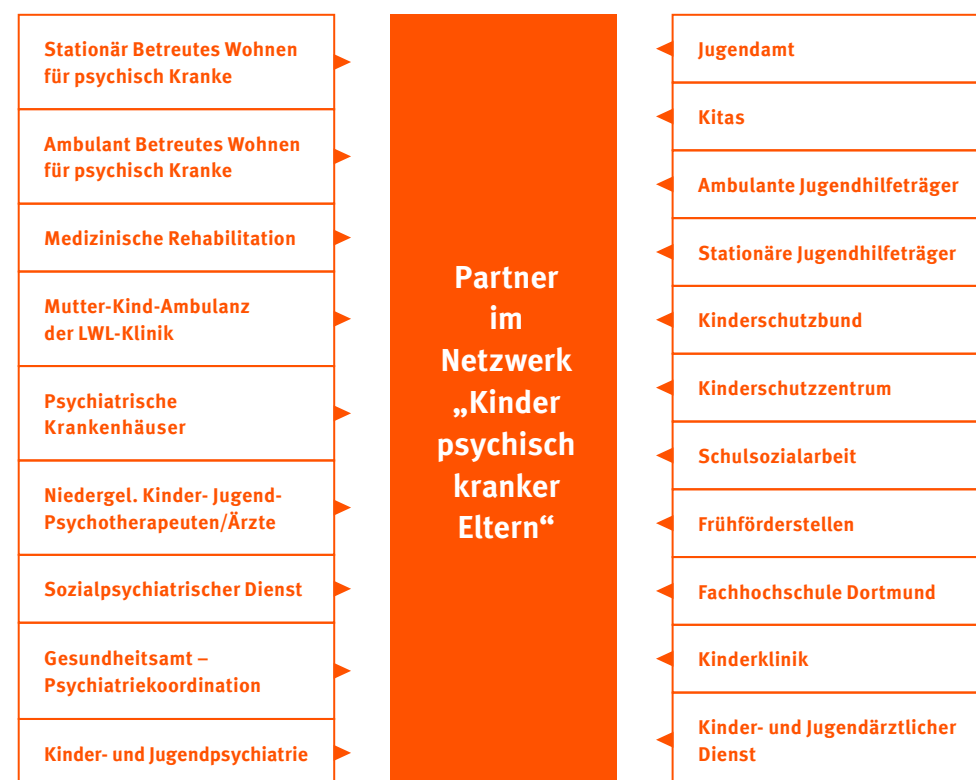 Stationär Betreutes Wohnen
für psychisch Kranke
Ambulant Betreutes Wohnen
für psychisch Kranke
Medizinische Rehabilitation
Mutter-Kind-Ambulanz
der LWL-Klinik
Psychiatrische
Krankenhäuser
Niedergel. Kinder- Jugend-
Psychotherapeuten/Ärzte
Sozialpsychiatrischer Dienst
Gesundheitsamt –
Psychiatriekoordination
Kinder- und Jugendpsychiatrie
Partner
im
Netzwerk
„Kinder
psychisch
kranker
Eltern“
Jugendamt
Kitas
Ambulante Jugendhilfeträger
Stationäre Jugendhilfeträger
Kinderschutzbund
Kinderschutzzentrum
Schulsozialarbeit
Frühförderstellen
Fachhochschule Dortmund
Kinderklinik
Kinder- und Jugendärztlicher
Dienst